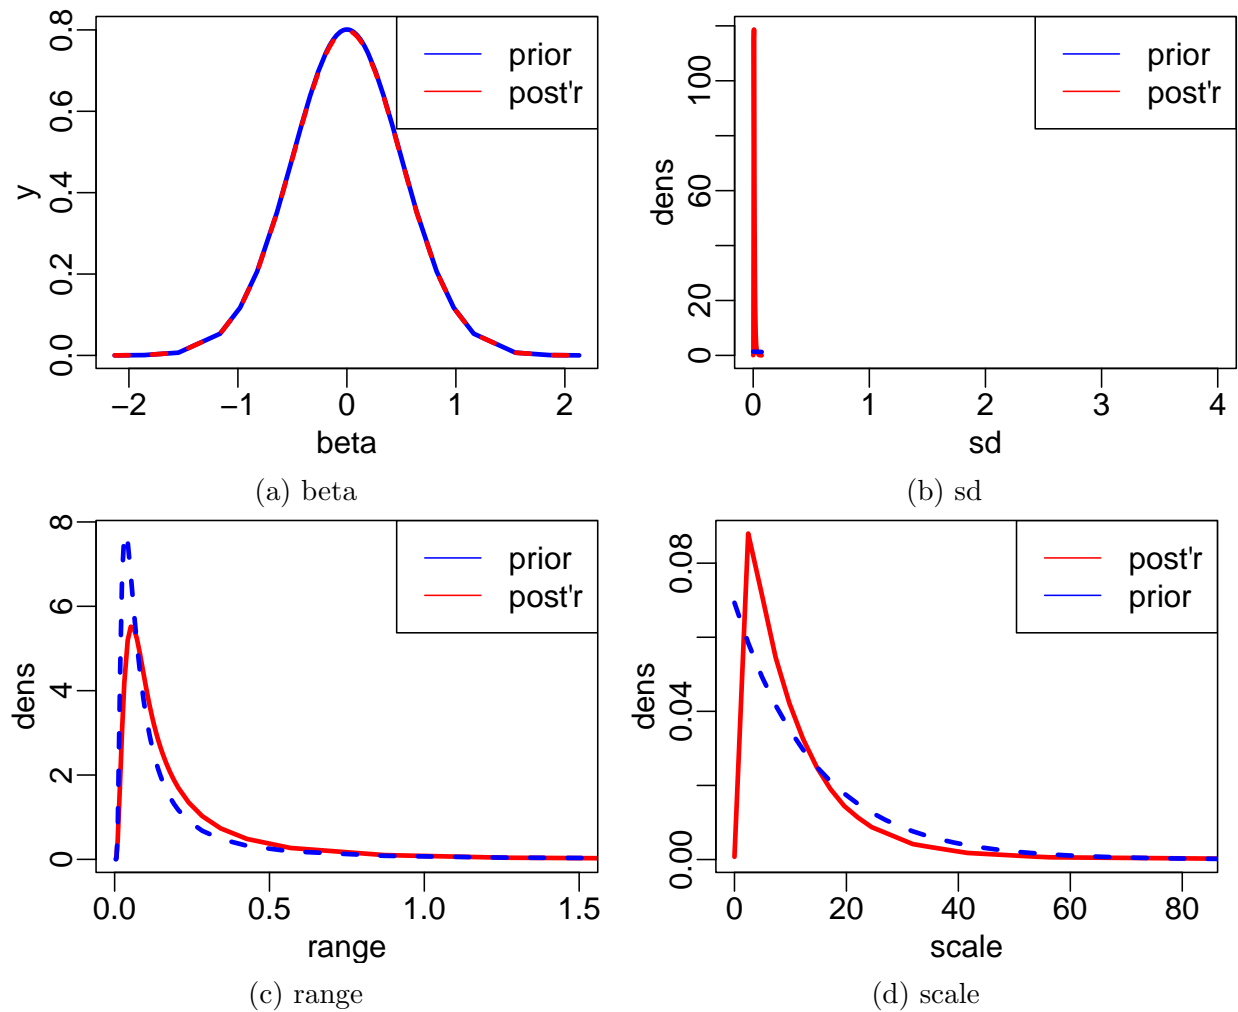 prior
post'r
y
0.0 0.2 0.4 0.6 0.8
−2 −1 0 1 2
beta
(a) beta
prior
post'r
dens
0 20 60 100
0 1 2 3 4
sd
(b) sd
prior
post'r
dens
0 2 4 6 8
0.0 0.5 1.0 1.5
range
(c) range
post'r
prior
dens
0.00 0.04 0.08
0 20 40 60 80
scale
(d) scale